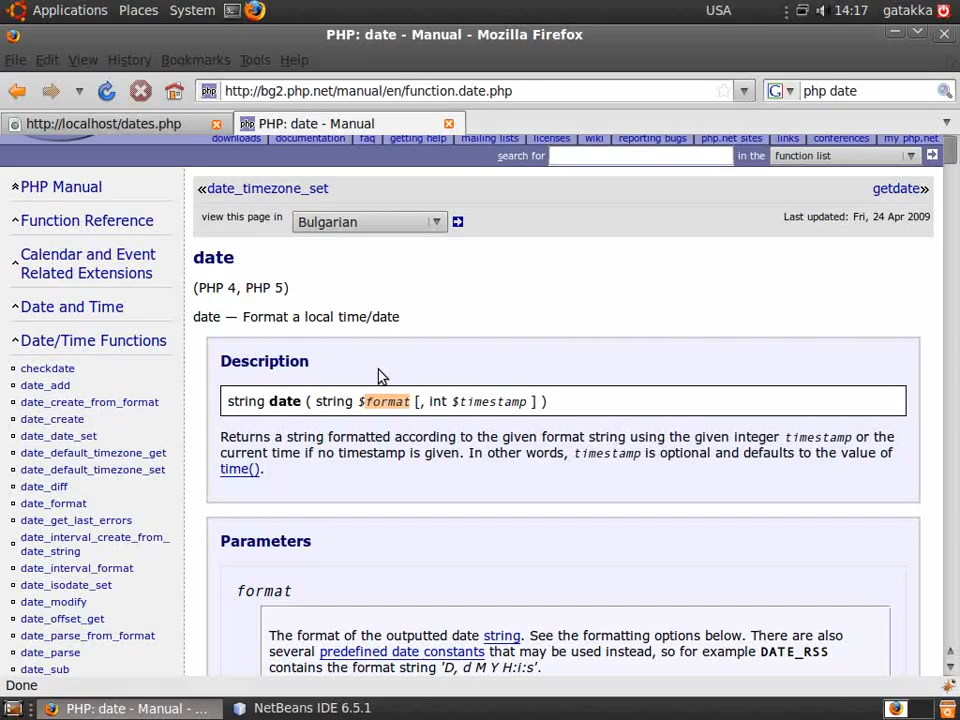 Applications Places System USA 14:17 gatakka
PHP: date - Manual - Mozilla Firefox
File Edit View History Bookmarks Tools Help
php http://bg2.php.net/manual/en/function.date.php G php date
http://localhost/dates.php php PHP: date - Manual
downloads | documentation | faq | getting help | mailing lists | licenses | wiki | reporting bugs | php.net sites | links | conferences | my php.net
search for in the function list
PHP Manual
Function Reference
Calendar and Event
Related Extensions
Date and Time
Date/Time Functions
checkdate
date_add
date_create_from_format
date_create
date_date_set
date_default_timezone_get
date_default_timezone_set
date_diff
date_format
date_get_last_errors
date_interval_create_from_
date_string
date_interval_format
date_isodate_set
date_modify
date_offset_get
date_parse_from_format
date_parse
date_sub
«date_timezone_set getdate»
view this page in Bulgarian Last updated: Fri, 24 Apr 2009
date
(PHP 4, PHP 5)
date — Format a local time/date
Description
string date ( string $format [, int $timestamp ] )
Returns a string formatted according to the given format string using the given integer timestamp or the
current time if no timestamp is given. In other words, timestamp is optional and defaults to the value of
time().
Parameters
format
The format of the outputted date string. See the formatting options below. There are also
several predefined date constants that may be used instead, so for example DATE_RSS
contains the format string 'D, d M Y H:i:s'.
Done
PHP: date - Manual - ... NetBeans IDE 6.5.1